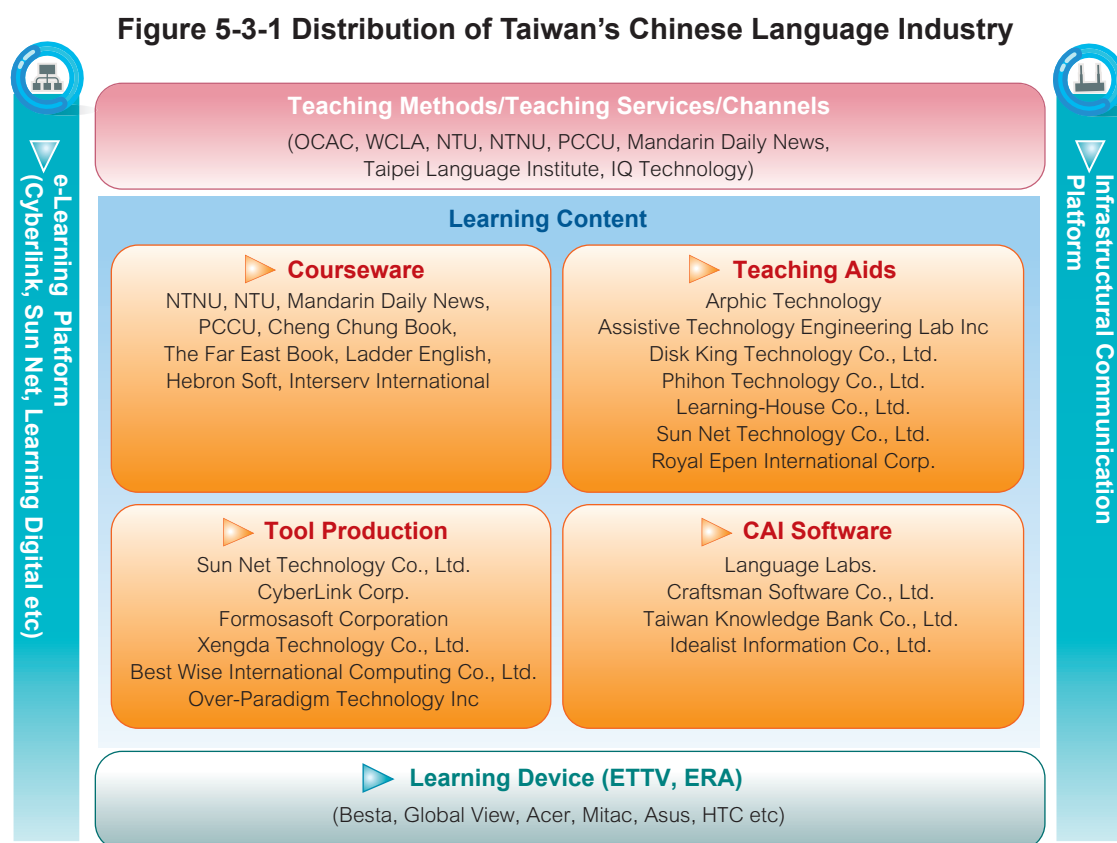 Figure 5-3-1 Distribution of Taiwan’s Chinese Language Industry
Teaching Methods/Teaching Services/Channels
(OCAC, WCLA, NTU, NTNU, PCCU, Mandarin Daily News,
Taipei Language Institute, IQ Technology)
e-Learning Platform
(Cyberlink, Sun Net, Learning Digital etc)
Learning Content
Courseware
NTNU, NTU, Mandarin Daily News,
PCCU, Cheng Chung Book,
The Far East Book, Ladder English,
Hebron Soft, Interserv International
Teaching Aids
Arphic Technology
Assistive Technology Engineering Lab Inc
Disk King Technology Co., Ltd.
Phihon Technology Co., Ltd.
Learning-House Co., Ltd.
Sun Net Technology Co., Ltd.
Royal Epen International Corp.
Tool Production
Sun Net Technology Co., Ltd.
CyberLink Corp.
Formosasoft Corporation
Xengda Technology Co., Ltd.
Best Wise International Computing Co., Ltd.
Over-Paradigm Technology Inc
CAI Software
Language Labs.
Craftsman Software Co., Ltd.
Taiwan Knowledge Bank Co., Ltd.
Idealist Information Co., Ltd.
Infrastructural Communication
Platform
Learning Device (ETTV, ERA)
(Besta, Global View, Acer, Mitac, Asus, HTC etc)